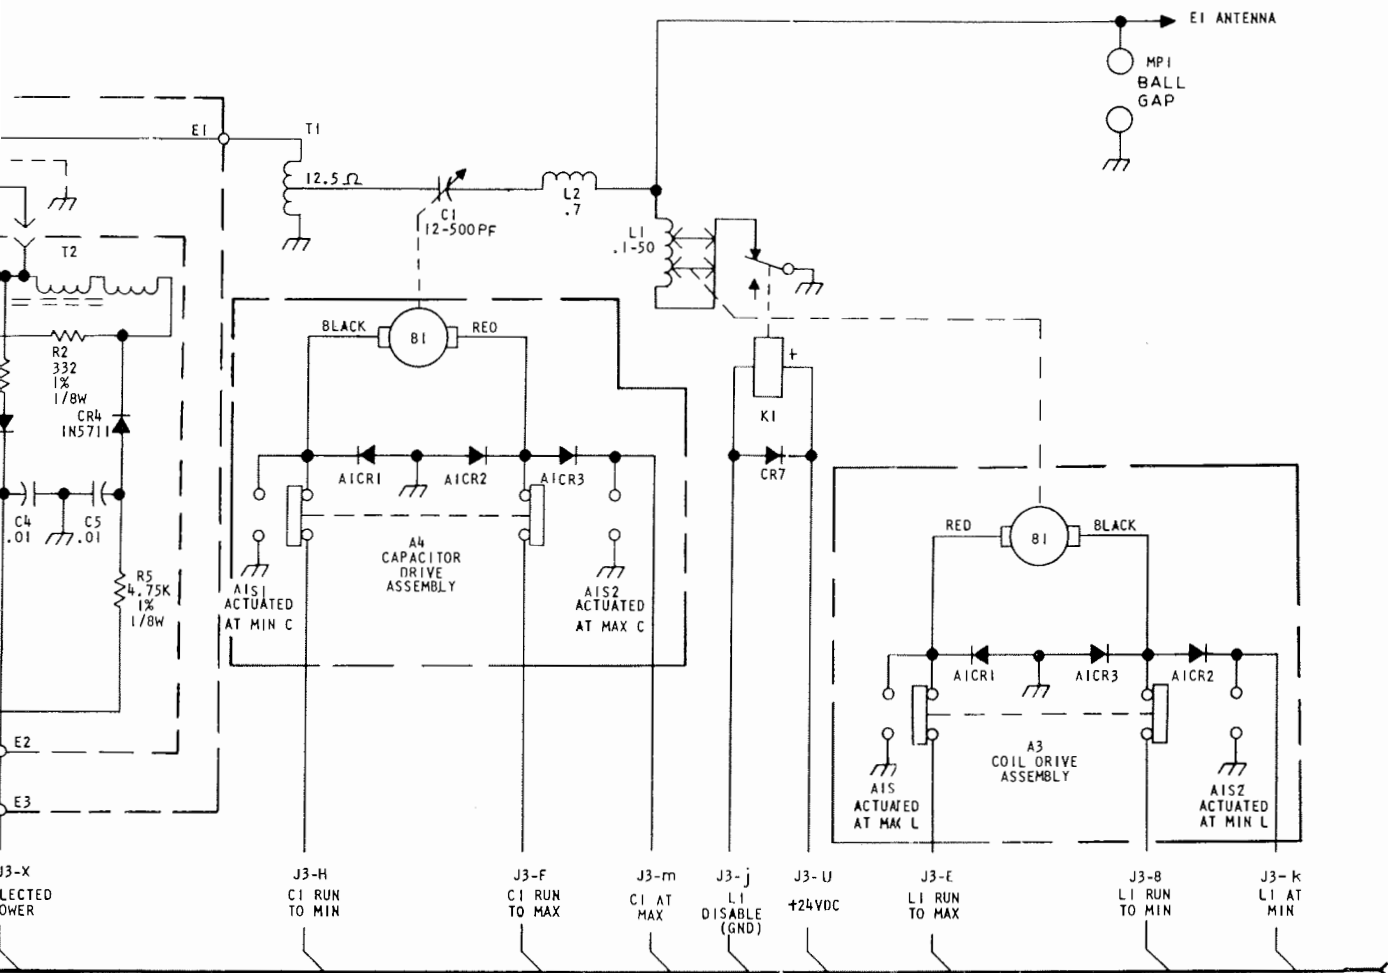 E1 ANTENNA
MP1
BALL
GAP
E1
T1
12.5Ω
C1
12-500PF
L2
.7
L1
.1-50
T2
R2
332
1%
1/8W
CR4
1N5711
C4
.01
C5
.01
R5
4.75K
1%
1/8W
E2
E3
BLACK
B1
RED
A1CR1
A1CR2
A1CR3
A4
CAPACITOR
DRIVE
ASSEMBLY
A1S1
ACTUATED
AT MIN C
A1S2
ACTUATED
AT MAX C
+
K1
CR7
RED
B1
BLACK
A1CR1
A1CR3
A1CR2
A3
COIL DRIVE
ASSEMBLY
A1S
ACTUATED
AT MAX L
A1S2
ACTUATED
AT MIN L
J3-X
LECTED
OWER
J3-H
C1 RUN
TO MIN
J3-F
C1 RUN
TO MAX
J3-m
C1 AT
MAX
J3-j
L1
DISABLE
(GND)
J3-U
+24VDC
J3-E
L1 RUN
TO MAX
J3-B
L1 RUN
TO MIN
J3-k
L1 AT
MIN